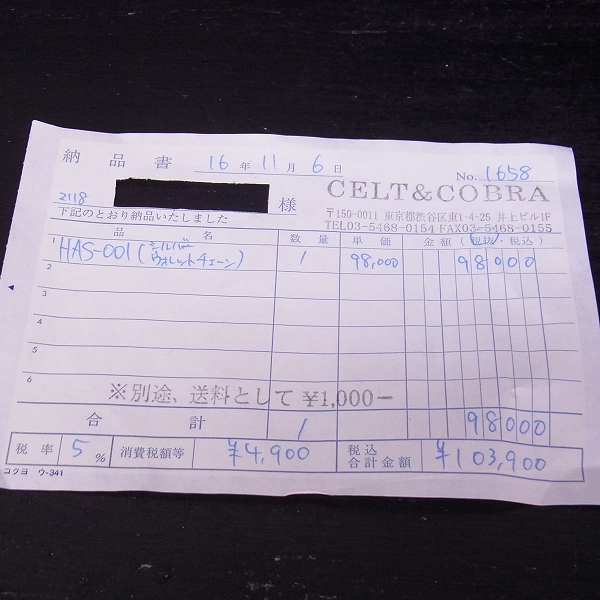 納品書 16年11月6日 No. 1658
CELT&COBRA
2118 様
〒150-0011 東京都渋谷区東1-4-25 井上ビル1F
下記のとおり納品いたしました
TEL03-5468-0154 FAX03-5468-0155
品名 数量 単価 金額(税抜・税込)
1 HAS-001(シルバーウォレットチェーン) 1 98,000 98000
2
3
4
5
6
※別途、送料として¥1,000-
合計 1 98000
税率 5% 消費税額等 ¥4,900 税込合計金額 ¥103,900
コクヨ ウ-341